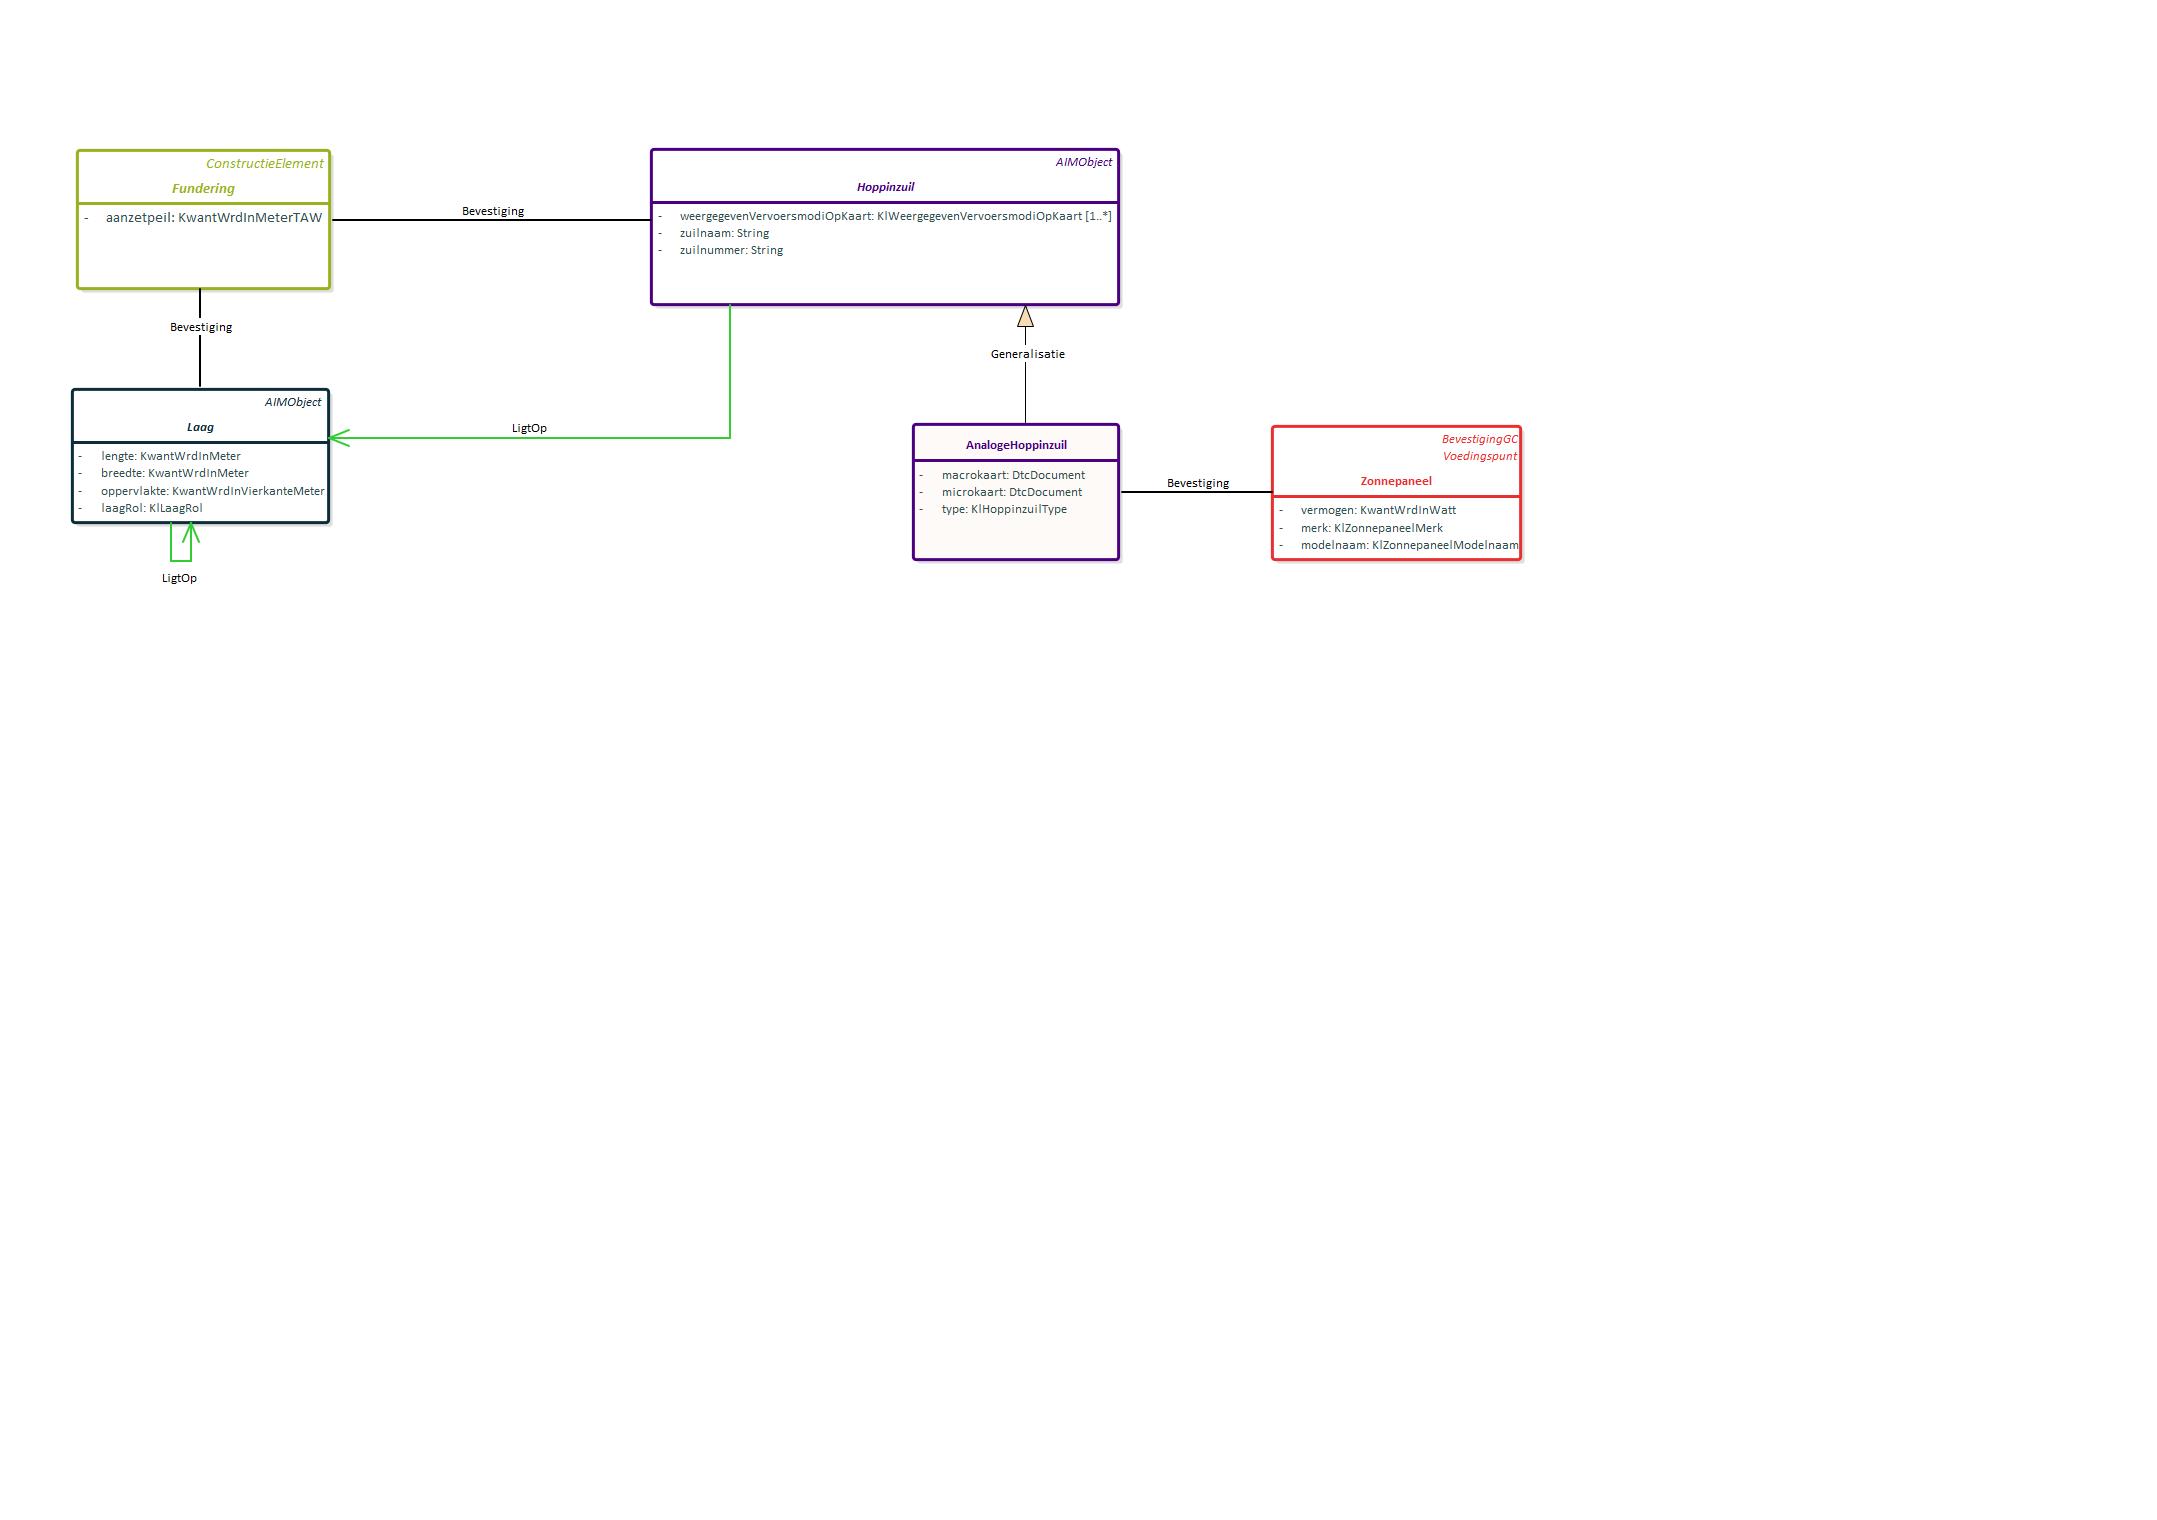 ConstructieElement
Fundering
- aanzetpeil: KwantWrdInMeterTAW
Bevestiging
AIMObject
Hoppinzuil
- weergegevenVervoersmodiOpKaart: KlWeergegevenVervoersmodiOpKaart [1..*]
- zuilnaam: String
- zuilnummer: String
Bevestiging
Generalisatie
AIMObject
Laag
- lengte: KwantWrdInMeter
- breedte: KwantWrdInMeter
- oppervlakte: KwantWrdInVierkanteMeter
- laagRol: KlLaagRol
LigtOp
LigtOp
AnalogeHoppinzuil
- macrokaart: DtcDocument
- microkaart: DtcDocument
- type: KlHoppinzuilType
Bevestiging
BevestigingGC
Voedingspunt
Zonnepaneel
- vermogen: KwantWrdInWatt
- merk: KlZonnepaneelMerk
- modelnaam: KlZonnepaneelModelnaam